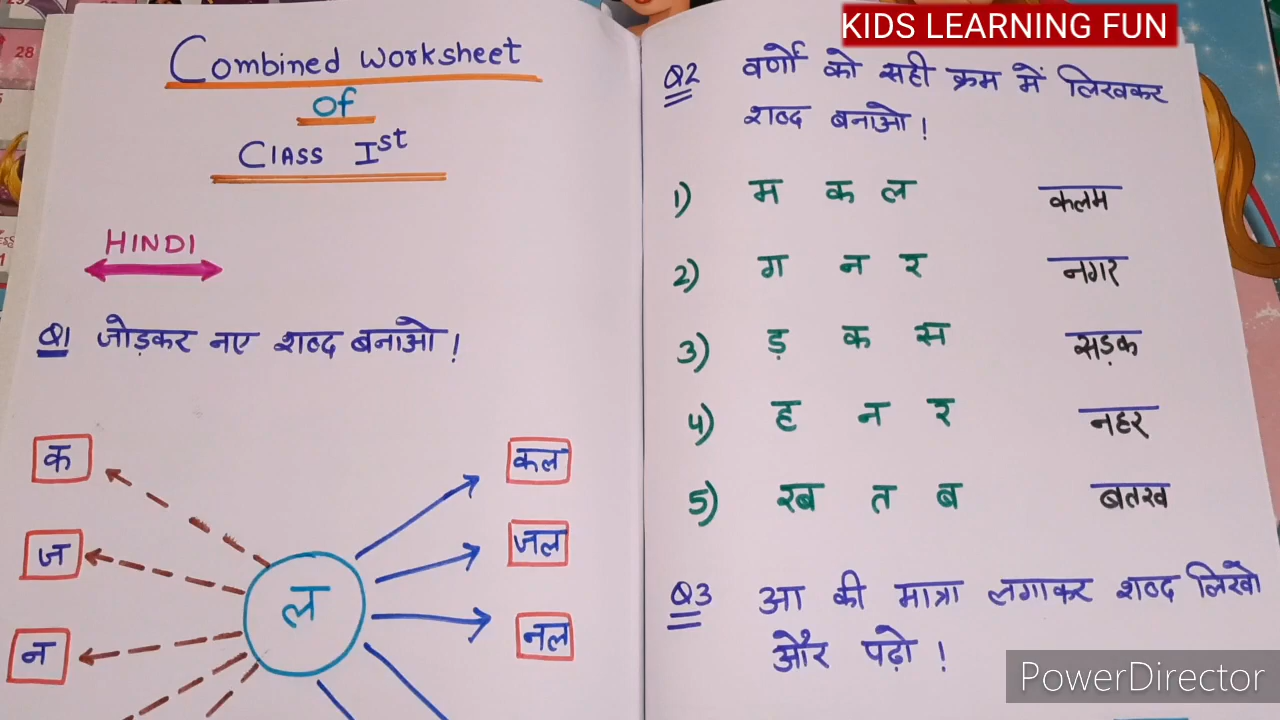 KIDS LEARNING FUN
Combined Worksheet
Of
Class Ist
HINDI
Q1 जोड़कर नए शब्द बनाओ!
क
कल
ज
जल
ल
न
नल
Q2 वर्णों को सही क्रम में लिखकर
शब्द बनाओ!
1) म क ल कलम
2) ग न र नगर
3) ड़ क स सड़क
4) ह न र नहर
5) ख त ब बतख
Q3 आ की मात्रा लगाकर शब्द लिखो
और पढ़ो!
PowerDirector
28